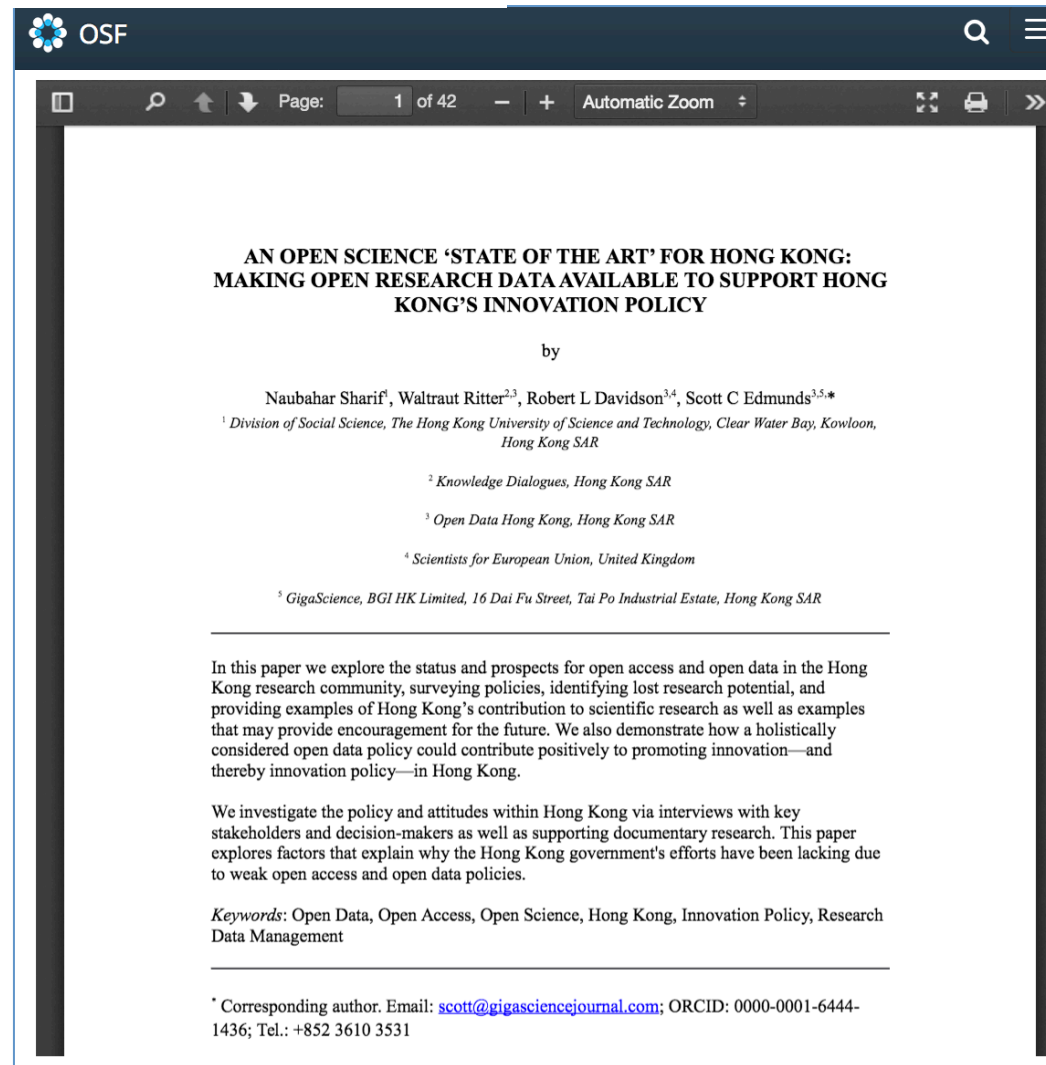 OSF
Page: 1 of 42 − + Automatic Zoom
AN OPEN SCIENCE ‘STATE OF THE ART’ FOR HONG KONG:
MAKING OPEN RESEARCH DATA AVAILABLE TO SUPPORT HONG
KONG’S INNOVATION POLICY
by
Naubahar Sharif¹, Waltraut Ritter²,³, Robert L Davidson³,⁴, Scott C Edmunds³,⁵,*
¹ Division of Social Science, The Hong Kong University of Science and Technology, Clear Water Bay, Kowloon,
Hong Kong SAR
² Knowledge Dialogues, Hong Kong SAR
³ Open Data Hong Kong, Hong Kong SAR
⁴ Scientists for European Union, United Kingdom
⁵ GigaScience, BGI HK Limited, 16 Dai Fu Street, Tai Po Industrial Estate, Hong Kong SAR
In this paper we explore the status and prospects for open access and open data in the Hong
Kong research community, surveying policies, identifying lost research potential, and
providing examples of Hong Kong’s contribution to scientific research as well as examples
that may provide encouragement for the future. We also demonstrate how a holistically
considered open data policy could contribute positively to promoting innovation—and
thereby innovation policy—in Hong Kong.
We investigate the policy and attitudes within Hong Kong via interviews with key
stakeholders and decision-makers as well as supporting documentary research. This paper
explores factors that explain why the Hong Kong government's efforts have been lacking due
to weak open access and open data policies.
Keywords: Open Data, Open Access, Open Science, Hong Kong, Innovation Policy, Research
Data Management
* Corresponding author. Email: scott@gigasciencejournal.com; ORCID: 0000-0001-6444-
1436; Tel.: +852 3610 3531